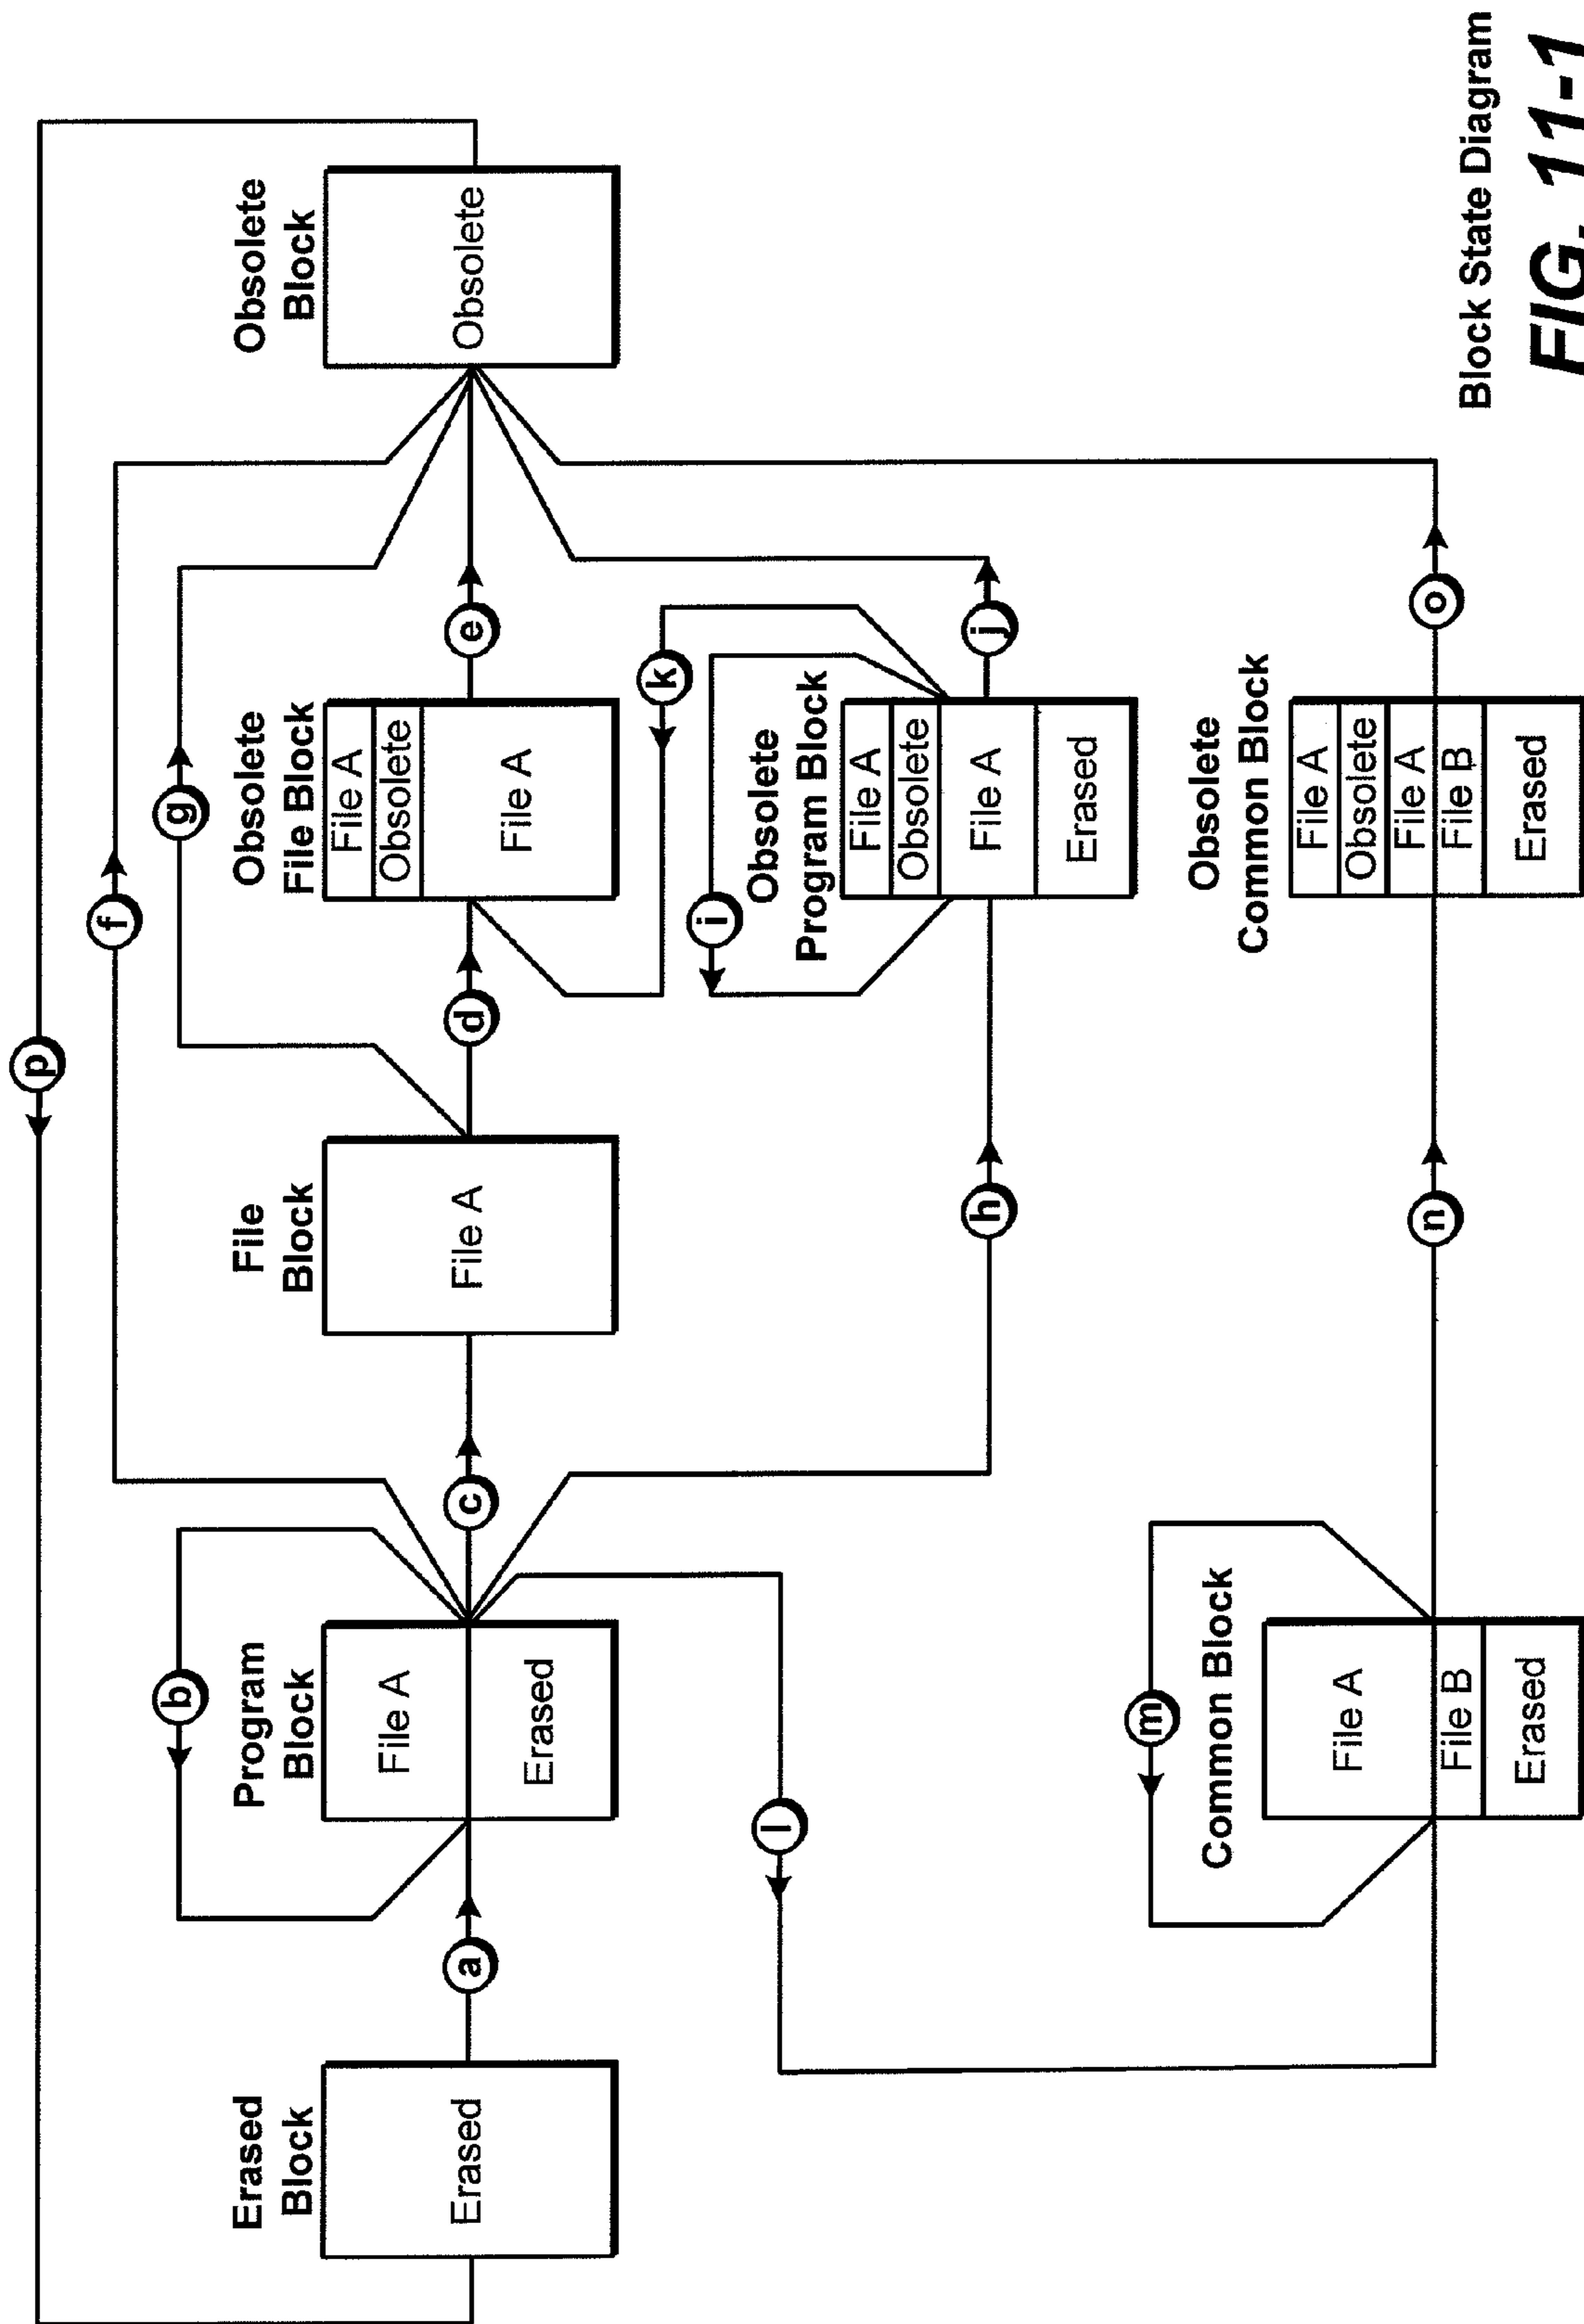 p
f
b
g
Erased
Block
Erased
a
Program
Block
File A
Erased
c
File
Block
File A
d
Obsolete
File Block
File A
Obsolete
File A
e
Obsolete
Block
Obsolete
l
k
i
h
Obsolete
Program Block
File A
Obsolete
File A
Erased
j
m
Common Block
File A
File B
Erased
n
Obsolete
Common Block
File A
Obsolete
File A
File B
Erased
o
Block State Diagram
FIG. 11-1